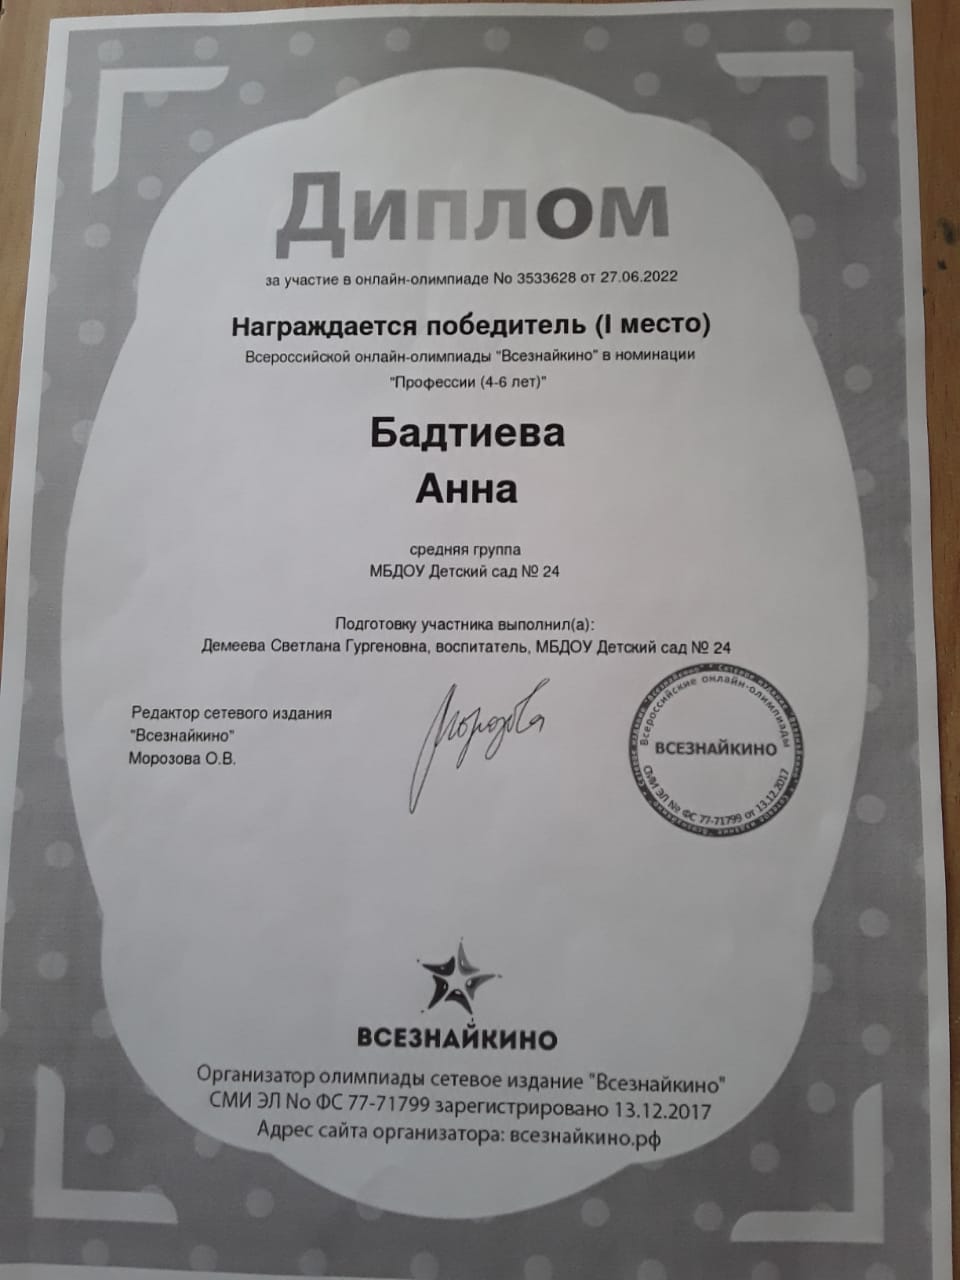 Диплом
за участие в онлайн-олимпиаде No 3533628 от 27.06.2022
Награждается победитель (I место)
Всероссийской онлайн-олимпиады "Всезнайкино" в номинации
"Профессии (4-6 лет)"
Бадтиева
Анна
средняя группа
МБДОУ Детский сад № 24
Подготовку участника выполнил(а):
Демеева Светлана Гургеновна, воспитатель, МБДОУ Детский сад № 24
Редактор сетевого издания
"Всезнайкино"
Морозова О.В.
Морозова
Всероссийские онлайн-олимпиады
ВСЕЗНАЙКИНО
СМИ ЭЛ № ФС 77-71799 от 13.12.2017
ВСЕЗНАЙКИНО
Организатор олимпиады сетевое издание "Всезнайкино"
СМИ ЭЛ No ФС 77-71799 зарегистрировано 13.12.2017
Адрес сайта организатора: всезнайкино.рф